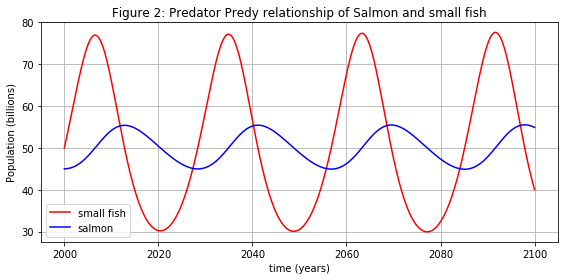 Figure 2: Predator Predy relationship of Salmon and small fish
Population (billions)
80
70
60
50
40
30
small fish
salmon
2000 2020 2040 2060 2080 2100
time (years)